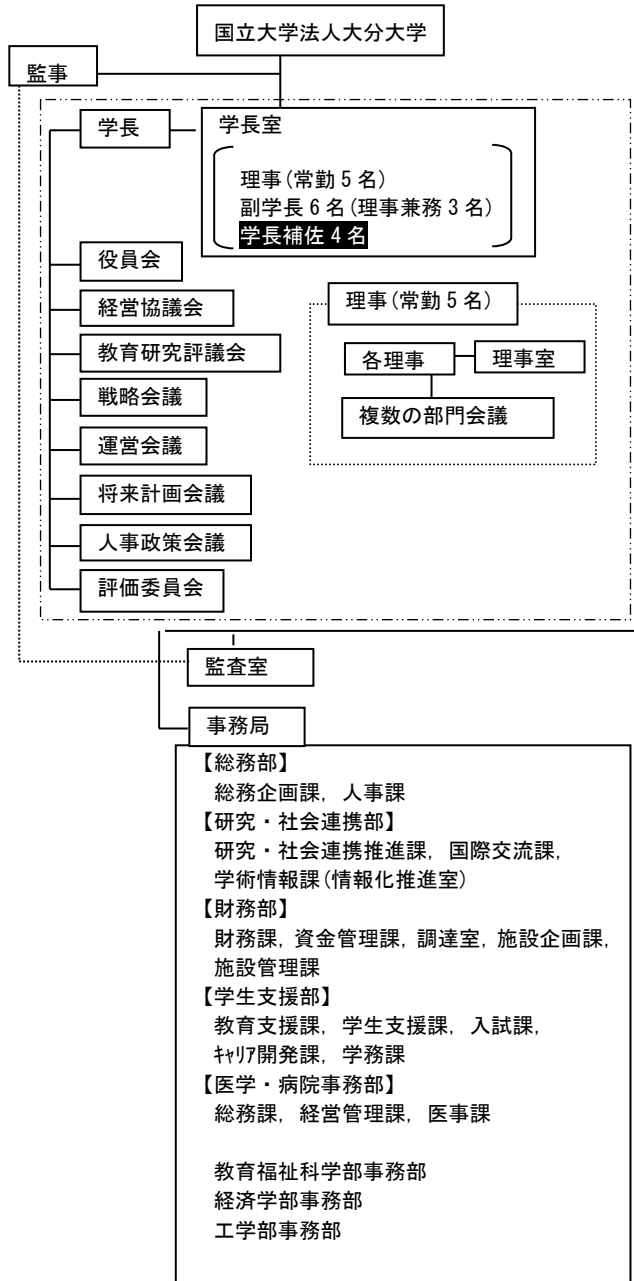 国立大学法人大分大学
監事
学長
学長室
理事(常勤5名)
副学長6名(理事兼務3名)
学長補佐4名
役員会
経営協議会
教育研究評議会
戦略会議
運営会議
将来計画会議
人事政策会議
評価委員会
理事(常勤5名)
各理事
理事室
複数の部門会議
監査室
事務局
【総務部】
総務企画課, 人事課
【研究・社会連携部】
研究・社会連携推進課, 国際交流課,
学術情報課(情報化推進室)
【財務部】
財務課, 資金管理課, 調達室, 施設企画課,
施設管理課
【学生支援部】
教育支援課, 学生支援課, 入試課,
ｷｬﾘｱ開発課, 学務課
【医学・病院事務部】
総務課, 経営管理課, 医事課
教育福祉科学部事務部
経済学部事務部
工学部事務部